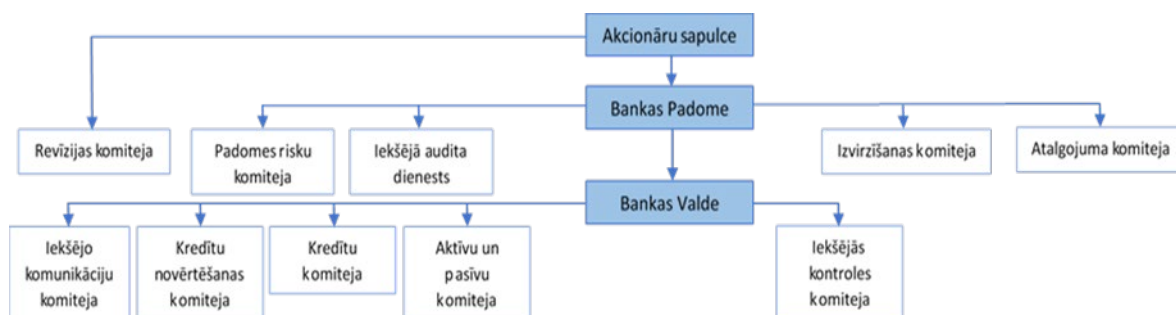 Akcionāru sapulce
Bankas Padome
Revīzijas komiteja
Padomes risku
komiteja
Iekšējā audita
dienests
Izvirzīšanas komiteja
Atalgojuma komiteja
Bankas Valde
Iekšējo
komunikāciju
komiteja
Kredītu
novērtēšanas
komiteja
Kredītu
komiteja
Aktīvu un
pasīvu
komiteja
Iekšējās
kontroles
komiteja